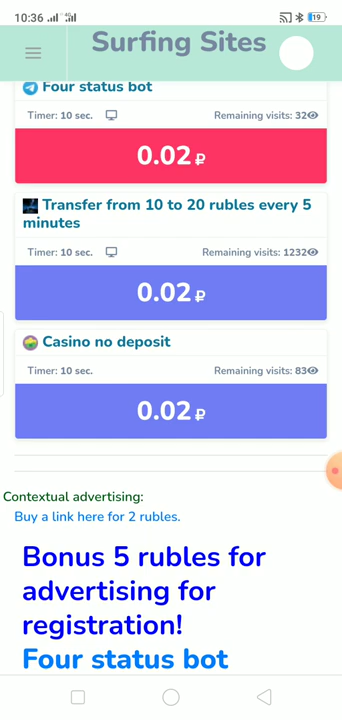 10:36
19
Surfing Sites
Four status bot
Timer: 10 sec.
Remaining visits: 32
0.02 ₽
Transfer from 10 to 20 rubles every 5
minutes
Timer: 10 sec.
Remaining visits: 1232
0.02 ₽
Casino no deposit
Timer: 10 sec.
Remaining visits: 83
0.02 ₽
Contextual advertising:
Buy a link here for 2 rubles.
Bonus 5 rubles for
advertising for
registration!
Four status bot